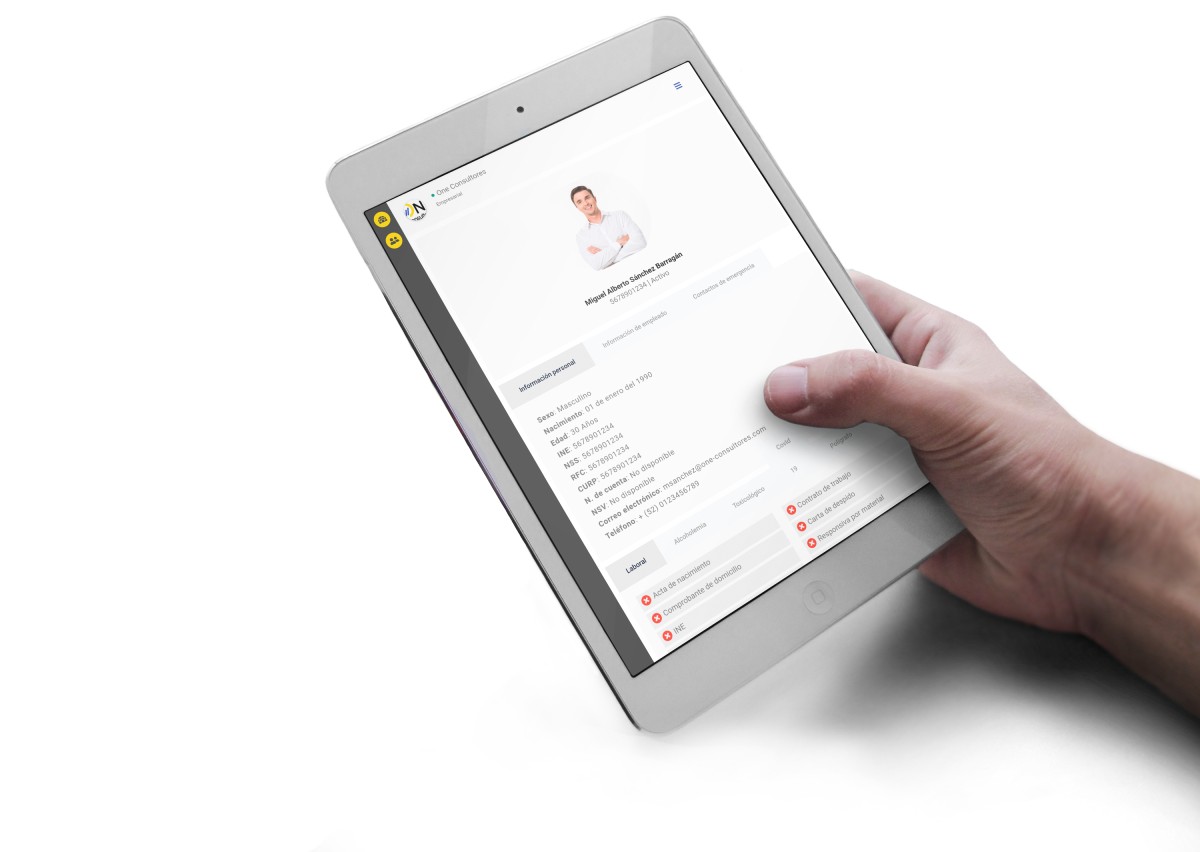 One Consultores
Empresarial
Miguel Alberto Sánchez Barragán
5678901234 | Activo
Información personal
Información de empleado
Contactos de emergencia
Sexo: Masculino
Nacimiento: 01 de enero del 1990
Edad: 30 Años
INE: 5678901234
NSS: 5678901234
RFC: 5678901234
CURP: 5678901234
N. de cuenta: No disponible
NSV: No disponible
Correo electrónico: msanchez@one-consultores.com
Teléfono: + (52) 0123456789
Laboral
Alcoholemia
Toxicológico
Covid
19
Polígrafo
Acta de nacimiento
Comprobante de domicilio
INE
Contrato de trabajo
Carta de despido
Responsiva por material